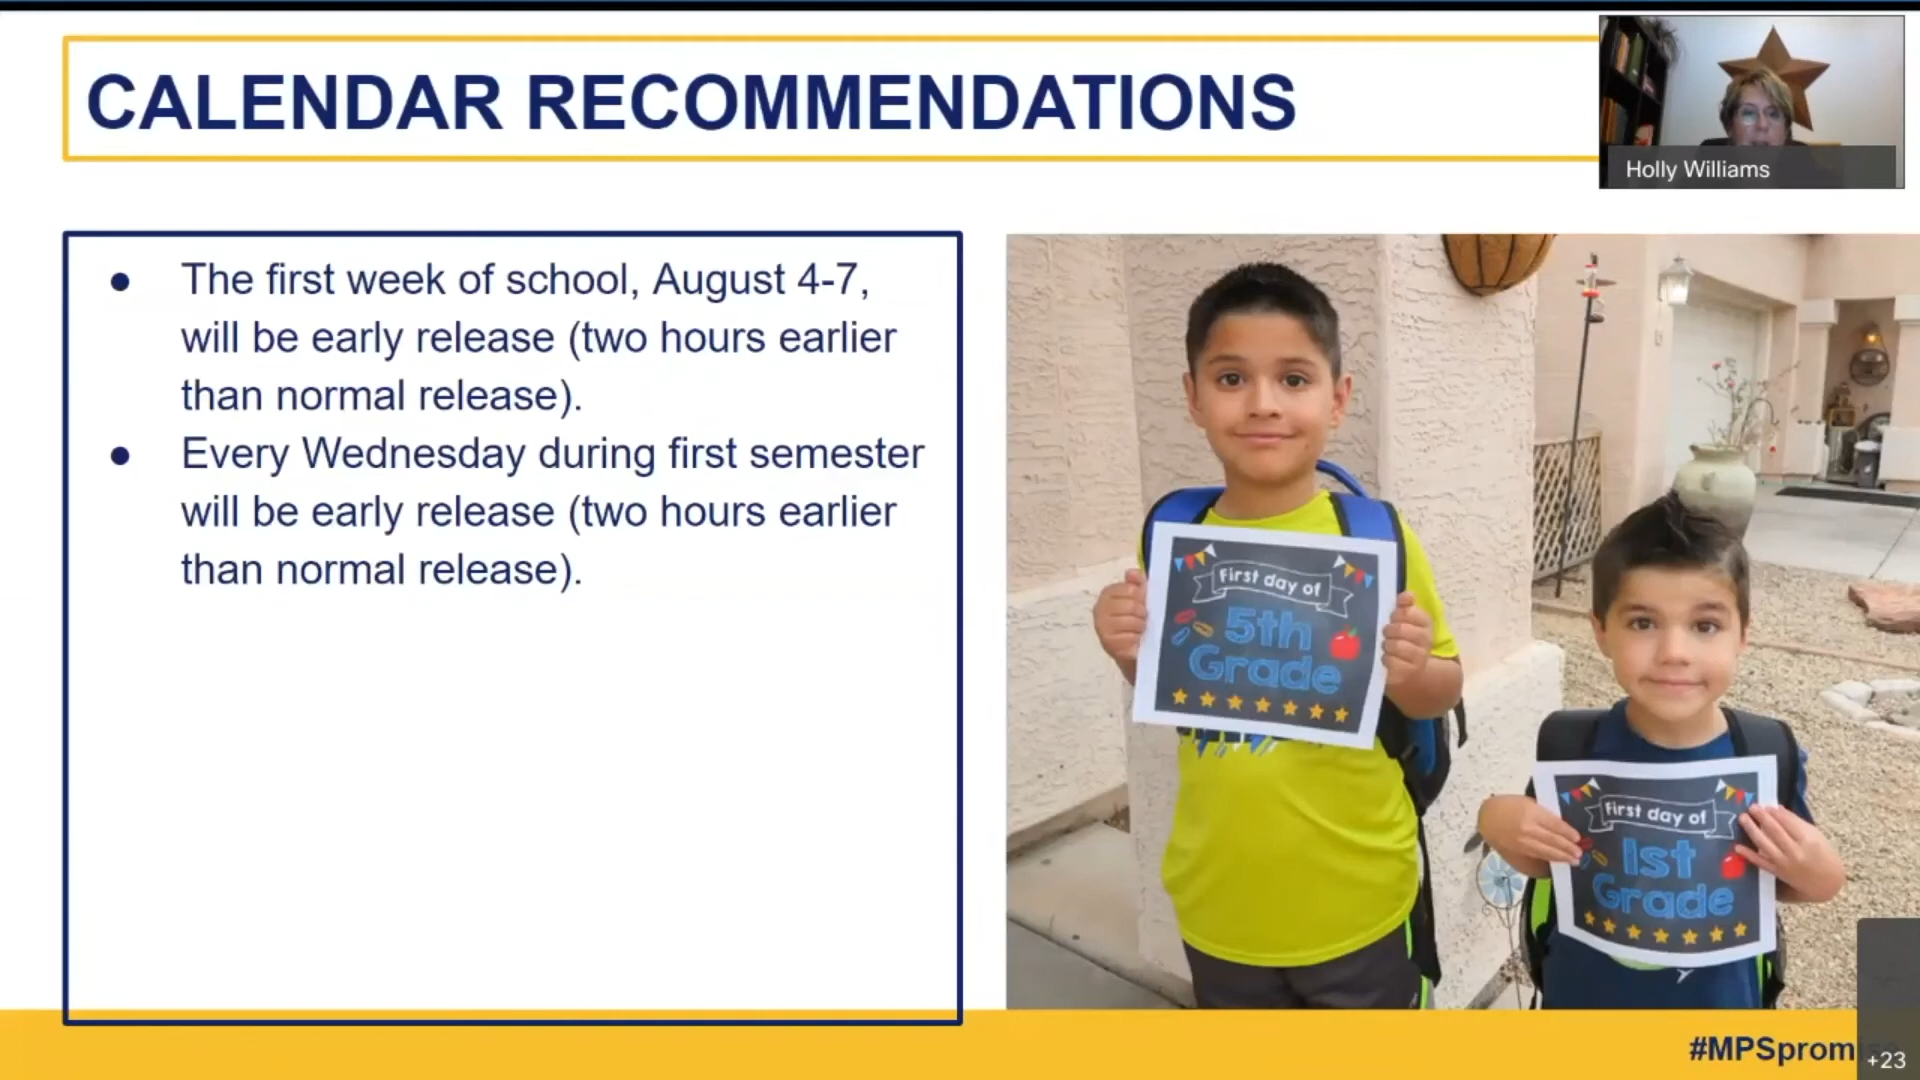 CALENDAR RECOMMENDATIONS
Holly Williams
● The first week of school, August 4-7,
will be early release (two hours earlier
than normal release).
● Every Wednesday during first semester
will be early release (two hours earlier
than normal release).
First day of
5th
Grade
First day of
1st
Grade
#MPSpromi
+23